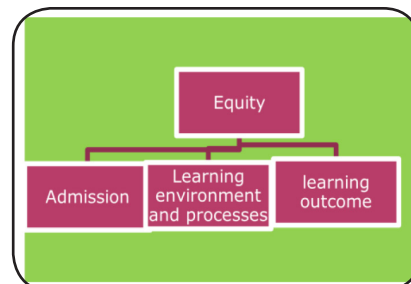 Equity
Admission
Learning
environment
and processes
learning
outcome